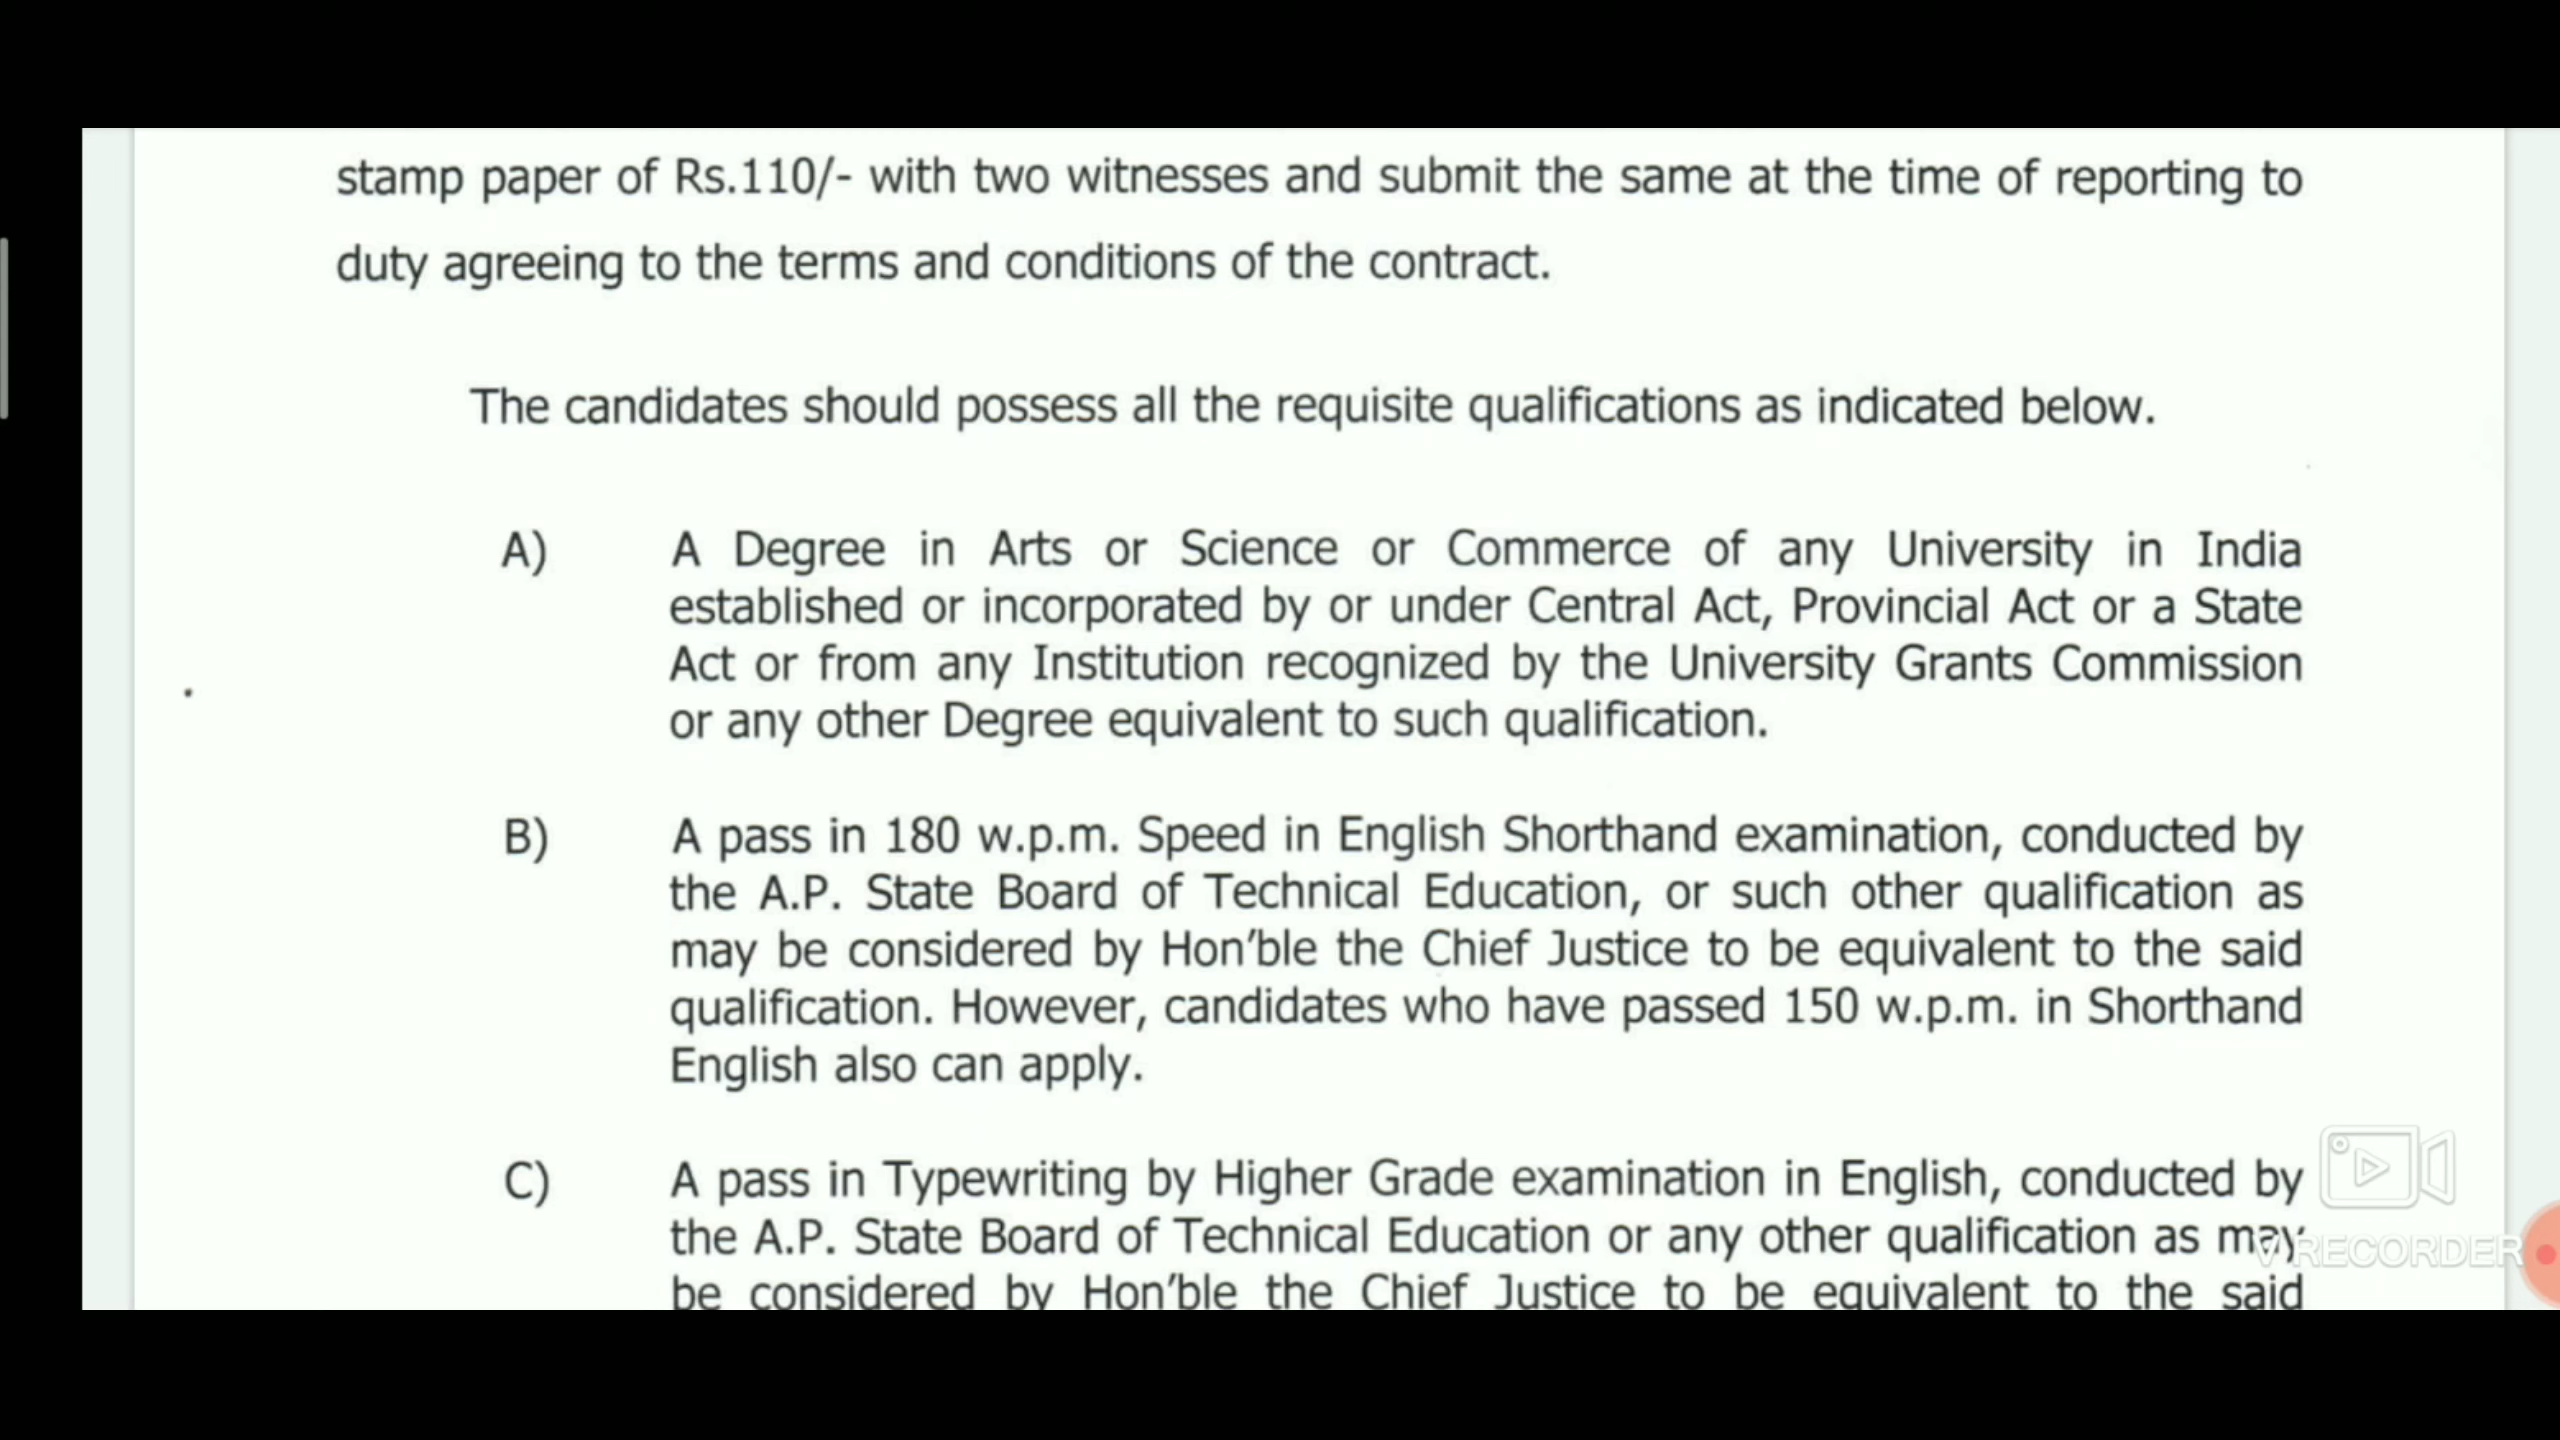 stamp paper of Rs.110/- with two witnesses and submit the same at the time of reporting to
duty agreeing to the terms and conditions of the contract.
The candidates should possess all the requisite qualifications as indicated below.
A) A Degree in Arts or Science or Commerce of any University in India
established or incorporated by or under Central Act, Provincial Act or a State
Act or from any Institution recognized by the University Grants Commission
or any other Degree equivalent to such qualification.
B) A pass in 180 w.p.m. Speed in English Shorthand examination, conducted by
the A.P. State Board of Technical Education, or such other qualification as
may be considered by Hon'ble the Chief Justice to be equivalent to the said
qualification. However, candidates who have passed 150 w.p.m. in Shorthand
English also can apply.
C) A pass in Typewriting by Higher Grade examination in English, conducted by
the A.P. State Board of Technical Education or any other qualification as may
be considered by Hon'ble the Chief Justice to be equivalent to the said
V RECORDER